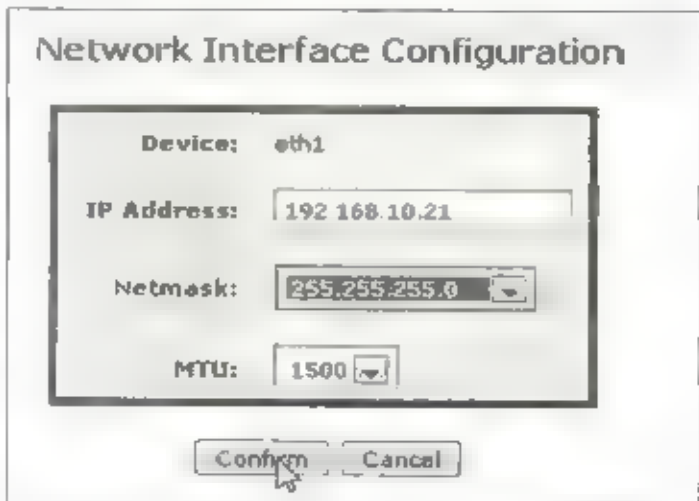 Network Interface Configuration
Device: eth1
IP Address: 192.168.10.21
Netmask: 255.255.255.0
MTU: 1500
Confirm Cancel